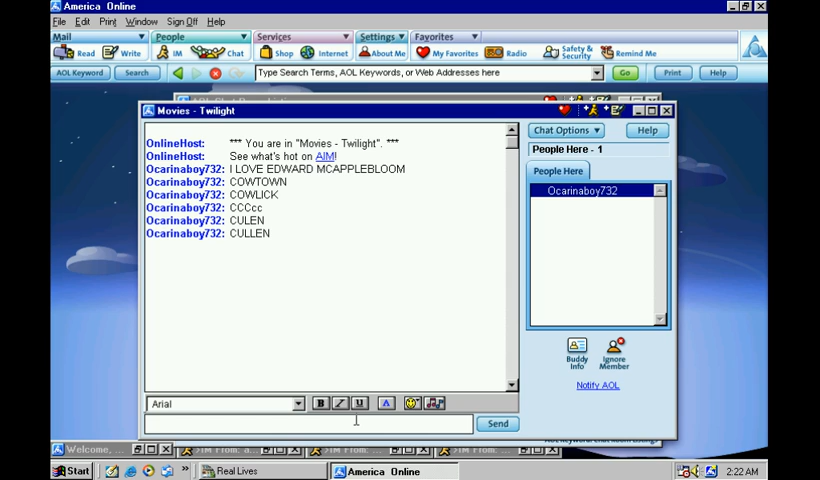 America Online
File Edit Print Window Sign Off Help
Mail People Services Settings Favorites
Read Write IM Chat Shop Internet About Me My Favorites Radio Safety & Security Remind Me
AOL Keyword Search Type Search Terms, AOL Keywords, or Web Addresses here Go Print Help
Movies - Twilight
Chat Options Help
OnlineHost: *** You are in "Movies - Twilight". ***
People Here - 1
OnlineHost: See what's hot on AIM!
Ocarinaboy732: I LOVE EDWARD MCAPPLEBLOOM
People Here
Ocarinaboy732: COWTOWN
Ocarinaboy732
Ocarinaboy732: COWLICK
Ocarinaboy732: CCCcc
Ocarinaboy732: CULEN
Ocarinaboy732: CULLEN
Buddy Info
Ignore Member
Notify AOL
Arial B I U A
Send
Welcome,
Start Real Lives America Online 2:22 AM